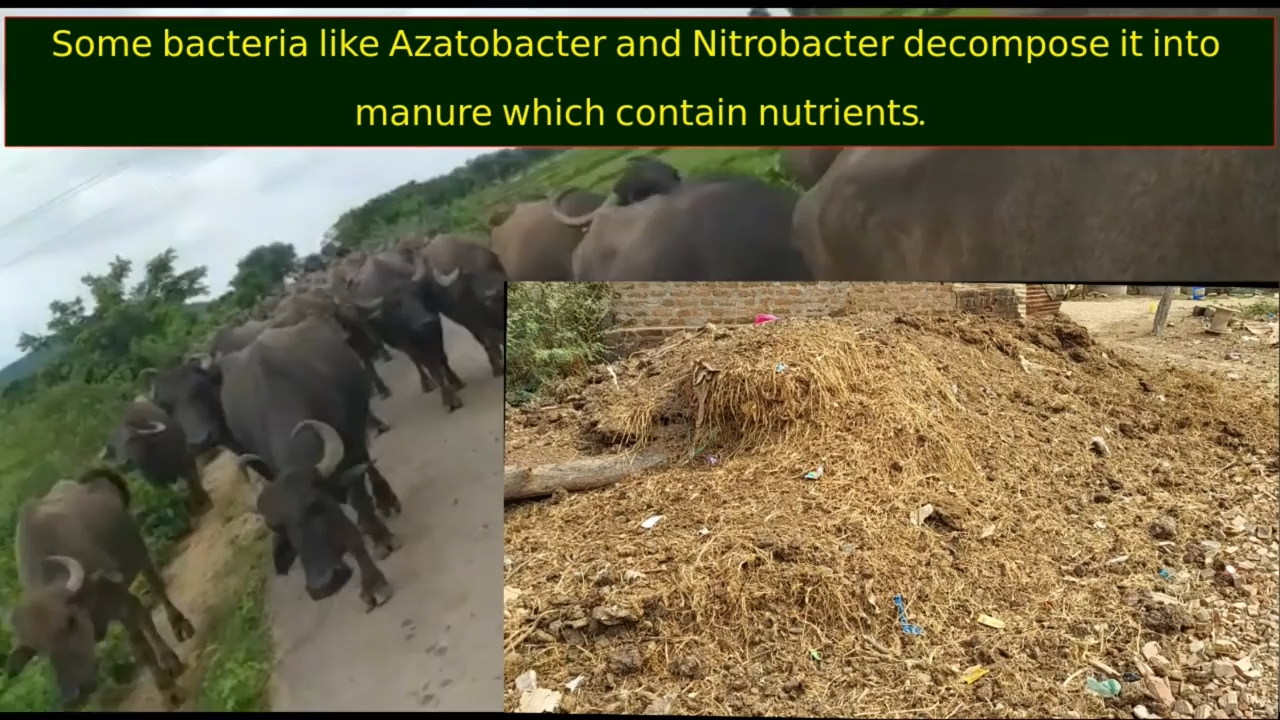 Some bacteria like Azatobacter and Nitrobacter decompose it into
manure which contain nutrients.